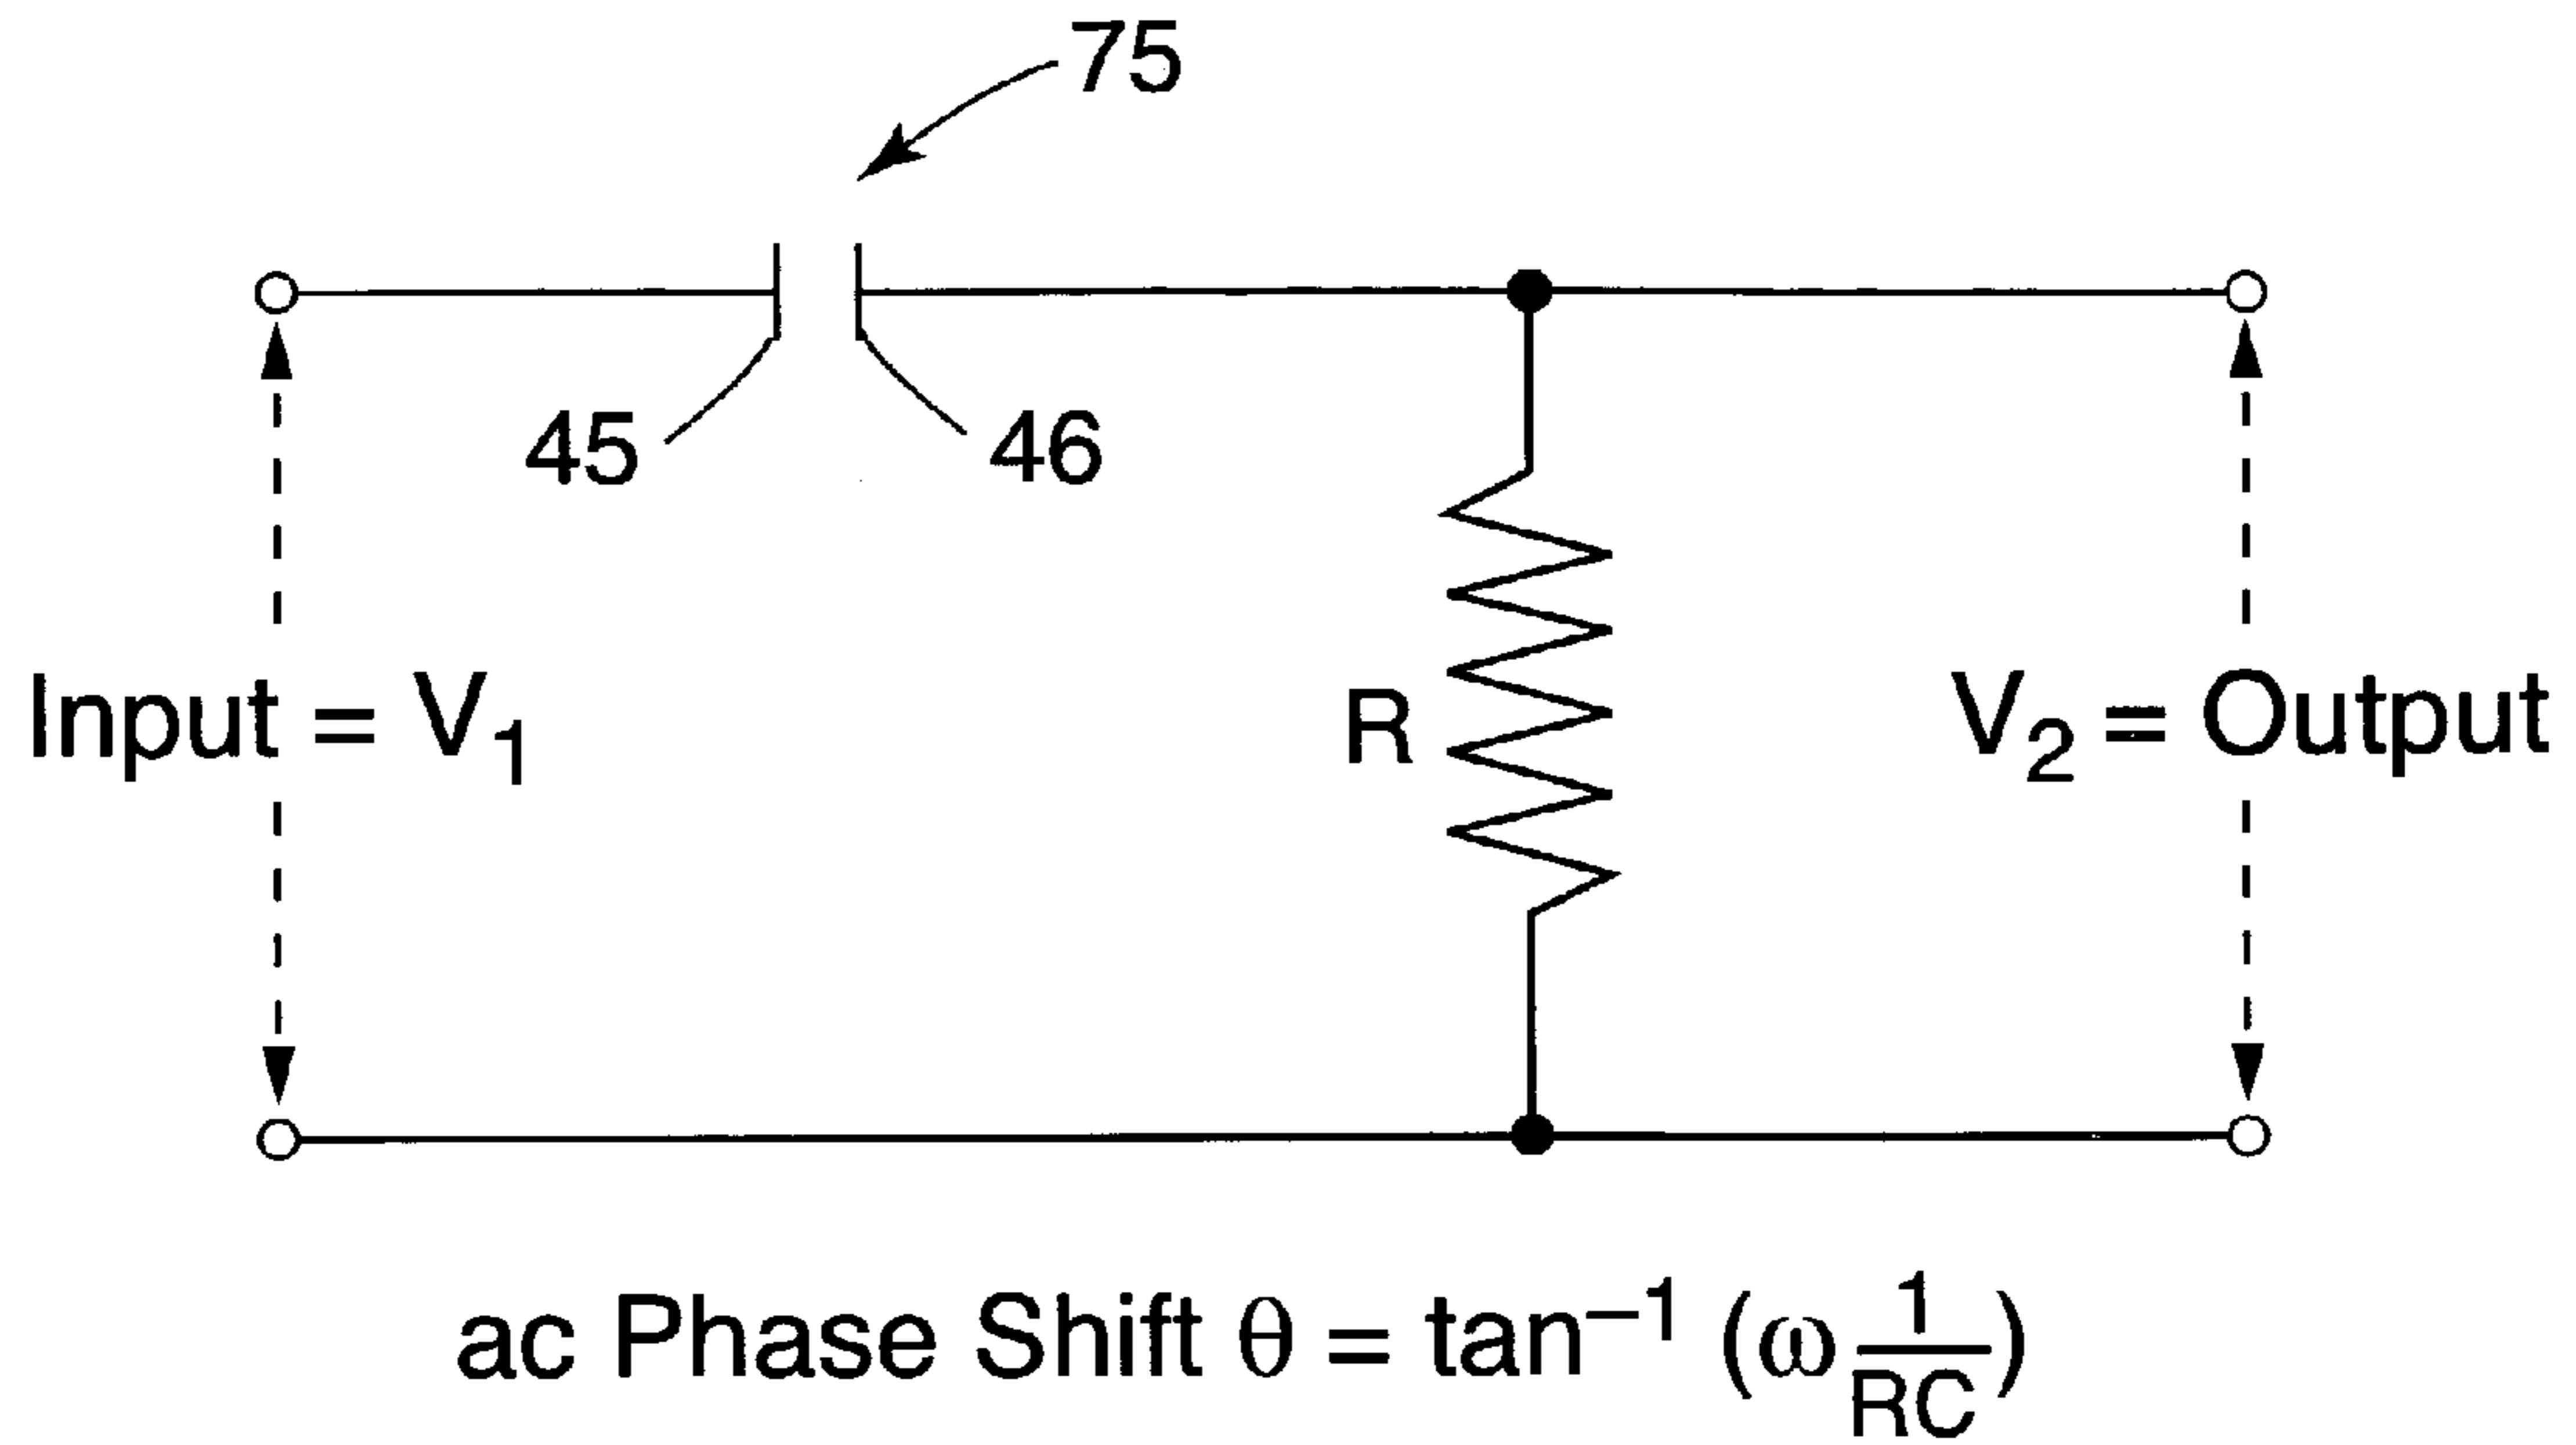 75
45
46
Input = V₁
R
V₂ = Output
ac Phase Shift θ = tan⁻¹ (ω 1/RC)